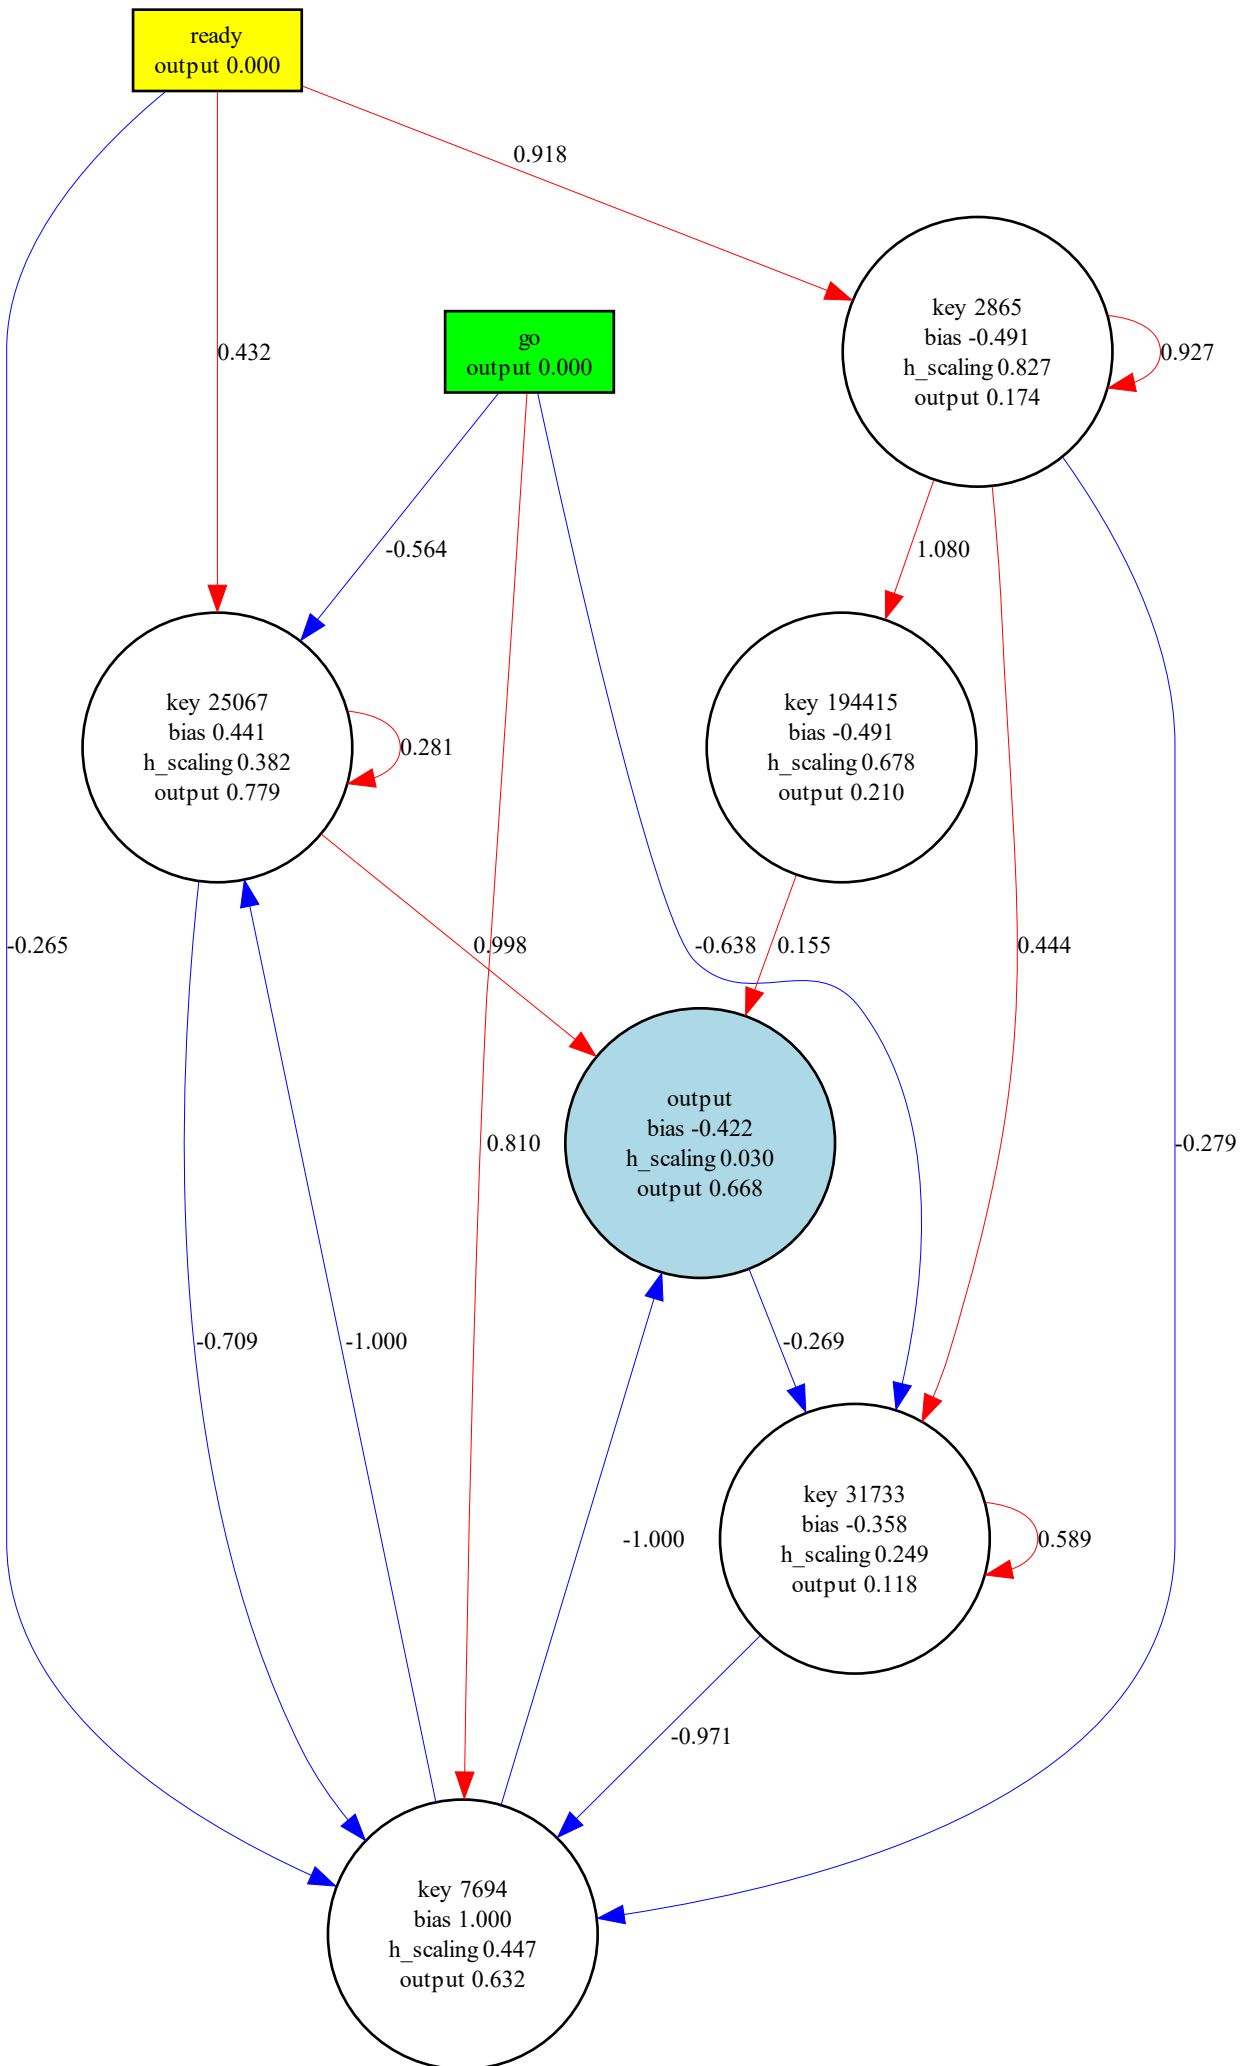 ready
output 0.000
0.918
key 2865
bias -0.491
h_scaling 0.827
output 0.174
0.927
go
output 0.000
0.432
-0.564
1.080
key 25067
bias 0.441
h_scaling 0.382
output 0.779
0.281
key 194415
bias -0.491
h_scaling 0.678
output 0.210
-0.265
0.998
-0.638
0.155
0.444
output
bias -0.422
h_scaling 0.030
output 0.668
0.810
-0.279
-0.709
-1.000
-0.269
-1.000
key 31733
bias -0.358
h_scaling 0.249
output 0.118
0.589
-0.971
key 7694
bias 1.000
h_scaling 0.447
output 0.632